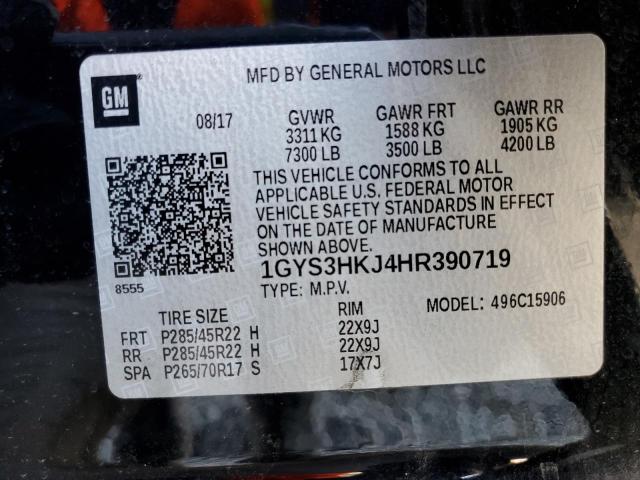 GM
MFD BY GENERAL MOTORS LLC
08/17
GVWR GAWR FRT GAWR RR
3311 KG 1588 KG 1905 KG
7300 LB 3500 LB 4200 LB
THIS VEHICLE CONFORMS TO ALL
APPLICABLE U.S. FEDERAL MOTOR
VEHICLE SAFETY STANDARDS IN EFFECT
ON THE DATE OF MANUFACTURE
SHOWN ABOVE.
1GYS3HKJ4HR390719
8555
TYPE: M.P.V.
TIRE SIZE RIM MODEL: 496C15906
FRT P285/45R22 H 22X9J
RR P285/45R22 H 22X9J
SPA P265/70R17 S 17X7J